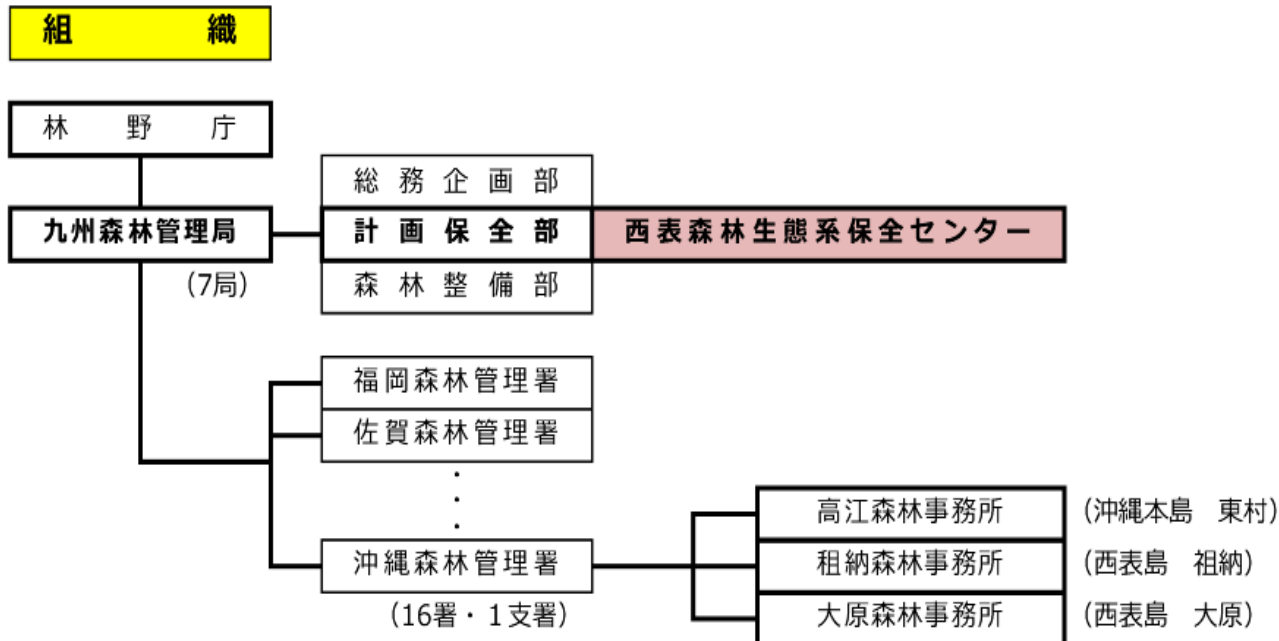 組織
林野庁
総務企画部
九州森林管理局 計画保全部 西表森林生態系保全センター
(7局) 森林整備部
福岡森林管理署
佐賀森林管理署
・
・
・
高江森林事務所 (沖縄本島 東村)
沖縄森林管理署 租納森林事務所 (西表島 祖納)
(16署・1支署) 大原森林事務所 (西表島 大原)